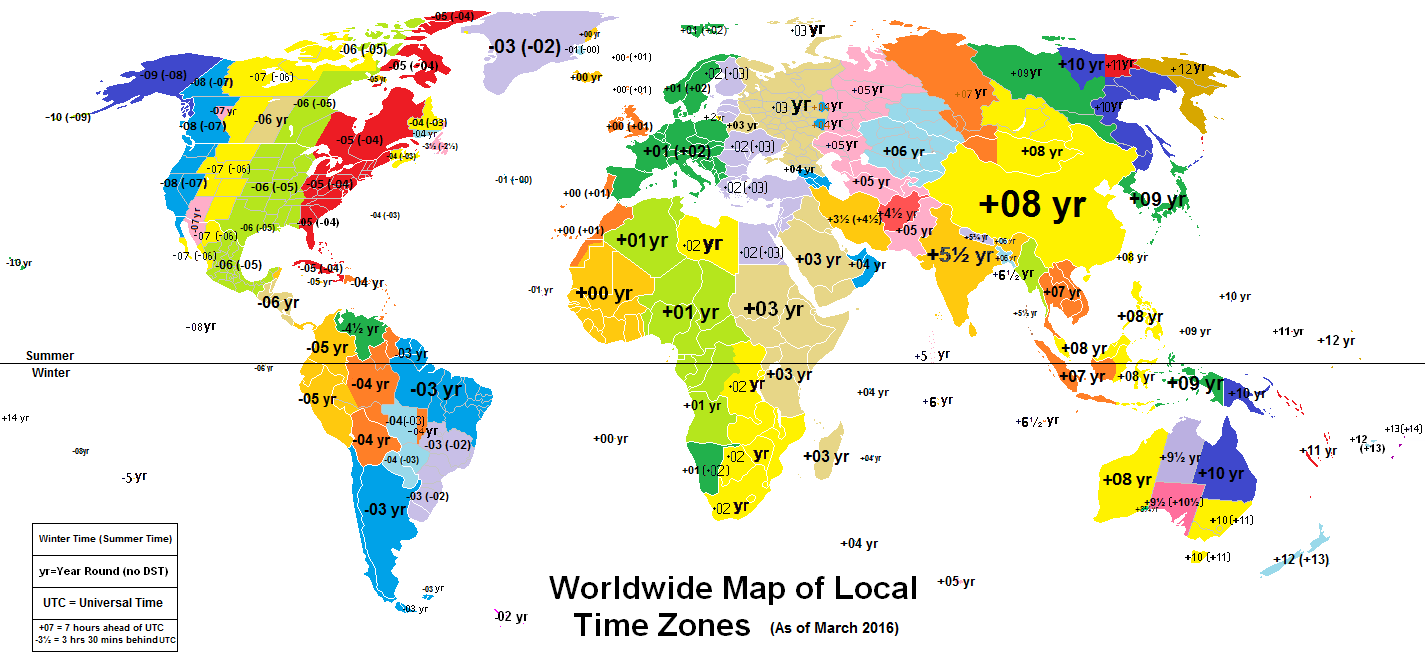 -05 (-04)
-03 (-02)
+00 yr
-01 (-00)
+00 (+01)
+01 (+02)
+03 yr
-06 (-05)
-06 (-05)
-05 (-04)
-05 yr
+00 yr
+00 (+01)
+02 (+03)
-09 (-08)
-08 (-07)
-07 (-06)
-10 (+09)
-07 yr
-08 (-07)
-06 yr
-06 (-05)
-05 (-04)
-04 (-03)
-04 yr
-3½ (-2½)
-04 (-03)
+00 (+01)
+01 (+02)
+01 (+02)
+03 yr
+02 (+03)
+03 yr
+05 yr
+05 yr
+06 yr
+07 yr
+09 yr
+10 yr
+11 yr
+12 yr
+10 yr
+08 yr
+08 yr
+09 yr
-08 (-07)
-07 (-06)
-06 (-05)
-05 (-04)
-01 (-00)
+00 (+01)
+02 (+03)
+04 yr
+05 yr
-07 yr
-07 (-06)
-07 (-06)
-06 (-05)
-05 (-04)
-04 (-03)
+00 (+01)
+01 yr
+02 yr
+02 (+03)
+3½ (+4½)
+4½ yr
+05 yr
+5½ yr
+5¾ yr
+06 yr
+06 yr
+6½ yr
+08 yr
-10 yr
-06 (-05)
-05 (-04)
-05 yr
-04 yr
-06 yr
-01 yr
+00 yr
+01 yr
+03 yr
+03 yr
+04 yr
+07 yr
+5½ yr
+08 yr
+10 yr
-08 yr
-4½ yr
+09 yr
+11 yr
+12 yr
Summer
Winter
-05 yr
-03 yr
-06 yr
-05 yr
-04 yr
-03 yr
+02 yr
+03 yr
+5 yr
+08 yr
+07 yr
+08 yr
+09 yr
+10 yr
+14 yr
-04 (-03)
-04 yr
+01 yr
+04 yr
+6 yr
+6½ yr
-08 yr
-04 yr
-04 (-03)
-03 (-02)
+00 yr
+02 yr
+03 yr
+04 yr
+9½ yr
+11 yr
+12
(+13)
+13 (+14)
-5 yr
-03 yr
-03 (-02)
+01 (+02)
+02 yr
+08 yr
+9½ (+10½)
+10 yr
+10 (+11)
+04 yr
+10 (+11)
+12 (+13)
-03 yr
-03 yr
-02 yr
+05 yr
Winter Time (Summer Time)
yr=Year Round (no DST)
UTC = Universal Time
+07 = 7 hours ahead of UTC
-3½ = 3 hrs 30 mins behind UTC
Worldwide Map of Local
Time Zones (As of March 2016)